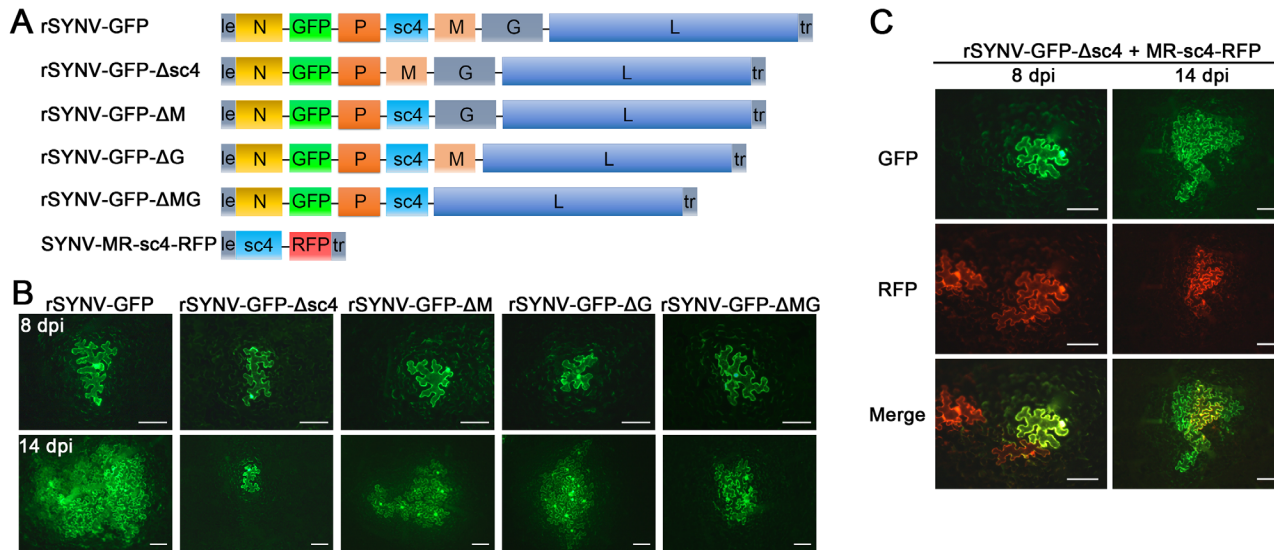 A
rSYNV-GFP
le N GFP P sc4 M G L tr
rSYNV-GFP-Δsc4
le N GFP P M G L tr
rSYNV-GFP-ΔM
le N GFP P sc4 G L tr
rSYNV-GFP-ΔG
le N GFP P sc4 M L tr
rSYNV-GFP-ΔMG
le N GFP P sc4 L tr
SYNV-MR-sc4-RFP
le sc4 RFP tr
B
rSYNV-GFP rSYNV-GFP-Δsc4 rSYNV-GFP-ΔM rSYNV-GFP-ΔG rSYNV-GFP-ΔMG
8 dpi
14 dpi
C
rSYNV-GFP-Δsc4 + MR-sc4-RFP
8 dpi 14 dpi
GFP
RFP
Merge